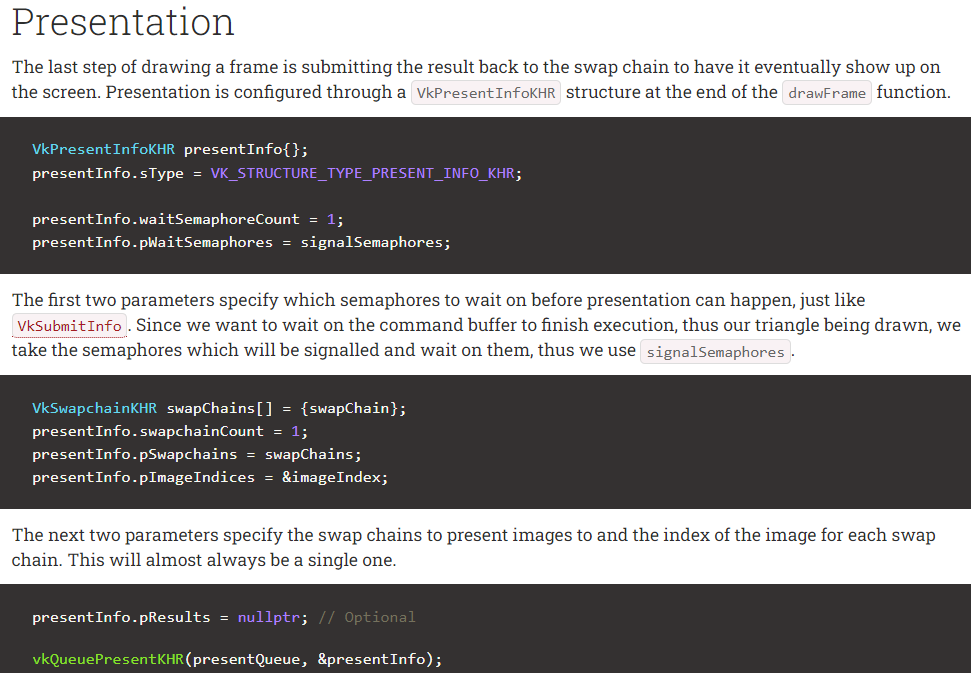 Presentation
The last step of drawing a frame is submitting the result back to the swap chain to have it eventually show up on
the screen. Presentation is configured through a VkPresentInfoKHR structure at the end of the drawFrame function.
VkPresentInfoKHR presentInfo{};
presentInfo.sType = VK_STRUCTURE_TYPE_PRESENT_INFO_KHR;
presentInfo.waitSemaphoreCount = 1;
presentInfo.pWaitSemaphores = signalSemaphores;
The first two parameters specify which semaphores to wait on before presentation can happen, just like
VkSubmitInfo. Since we want to wait on the command buffer to finish execution, thus our triangle being drawn, we
take the semaphores which will be signalled and wait on them, thus we use signalSemaphores.
VkSwapchainKHR swapChains[] = {swapChain};
presentInfo.swapchainCount = 1;
presentInfo.pSwapchains = swapChains;
presentInfo.pImageIndices = &imageIndex;
The next two parameters specify the swap chains to present images to and the index of the image for each swap
chain. This will almost always be a single one.
presentInfo.pResults = nullptr; // Optional
vkQueuePresentKHR(presentQueue, &presentInfo);